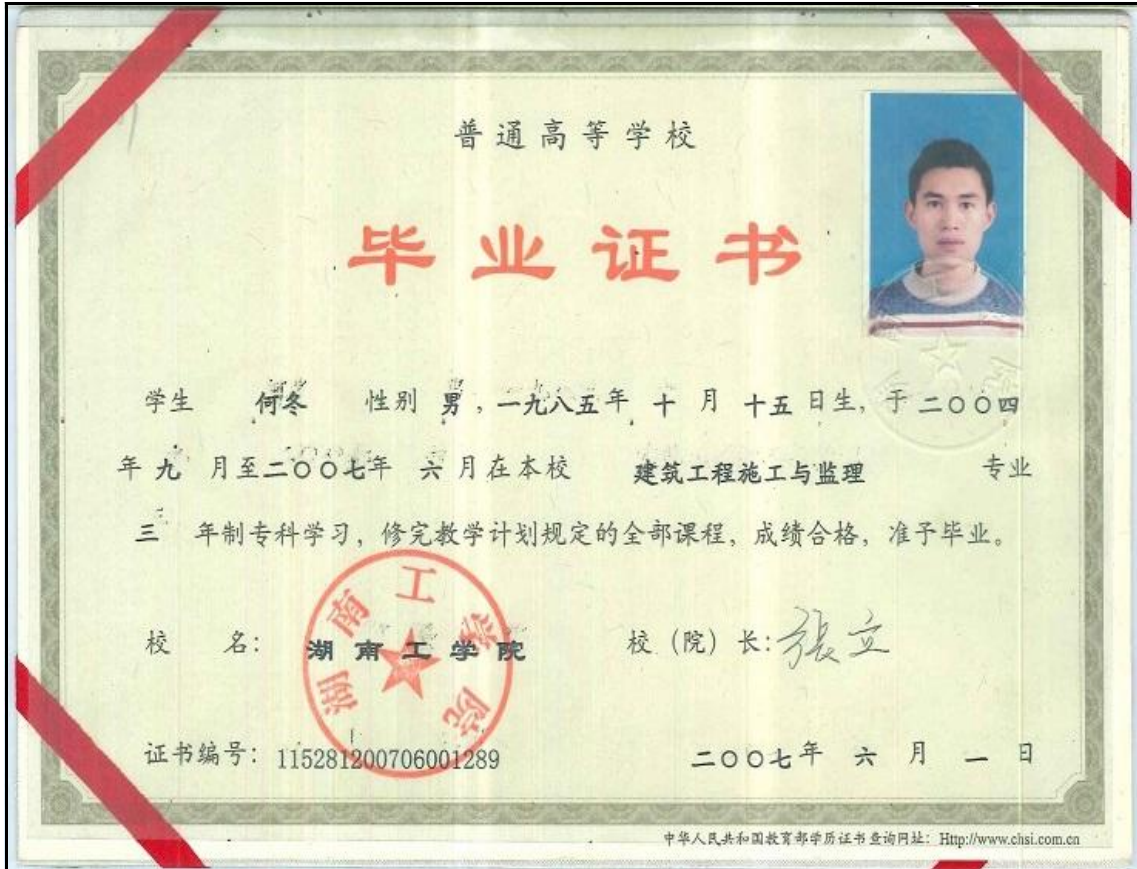 普通高等学校
毕业证书
学生 何冬 性别 男，一九八五年 十 月 十五 日生，于二〇〇四
年 九 月至二〇〇七年 六 月在本校 建筑工程施工与监理 专业
三 年制专科学习，修完教学计划规定的全部课程，成绩合格，准予毕业。
校 名： 湖南工学院 校（院）长：張立
湖南工学院
证书编号：115281200706001289 二〇〇七年 六 月 一 日
中华人民共和国教育部学历证书查询网址：Http://www.chsi.com.cn